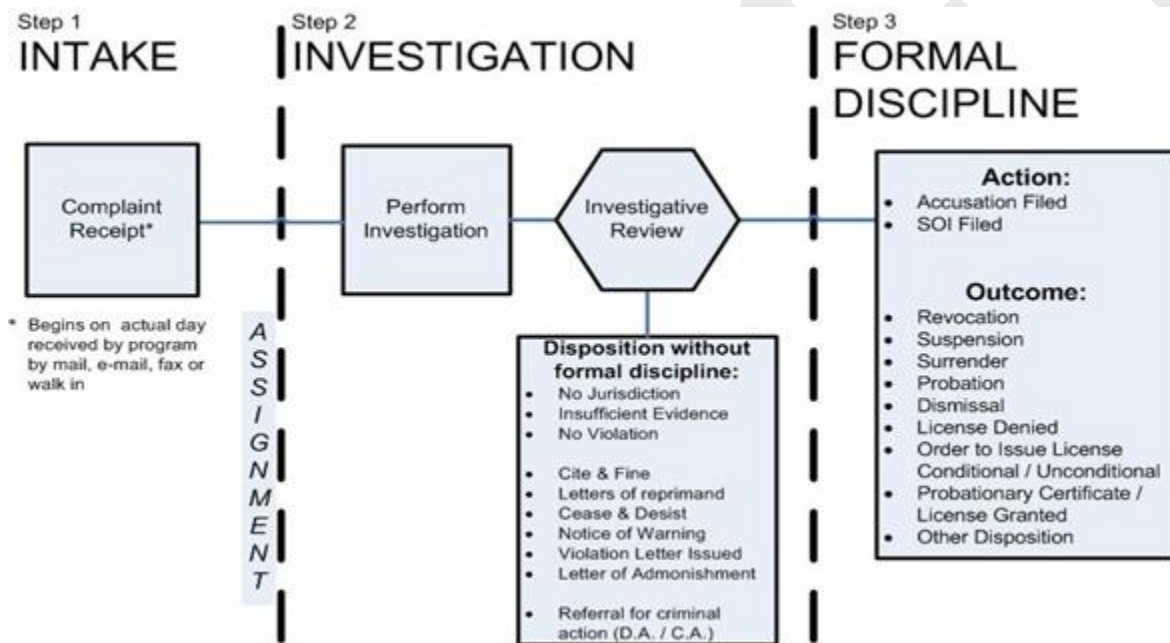 Step 1
INTAKE
Complaint
Receipt*
* Begins on actual day
received by program
by mail, e-mail, fax or
walk in
ASSIGNMENT
Step 2
INVESTIGATION
Perform
Investigation
Investigative
Review
Disposition without
formal discipline:
• No Jurisdiction
• Insufficient Evidence
• No Violation
• Cite & Fine
• Letters of reprimand
• Cease & Desist
• Notice of Warning
• Violation Letter Issued
• Letter of Admonishment
• Referral for criminal
action (D.A. / C.A.)
Step 3
FORMAL
DISCIPLINE
Action:
• Accusation Filed
• SOI Filed
Outcome:
• Revocation
• Suspension
• Surrender
• Probation
• Dismissal
• License Denied
• Order to Issue License
Conditional / Unconditional
• Probationary Certificate /
License Granted
• Other Disposition